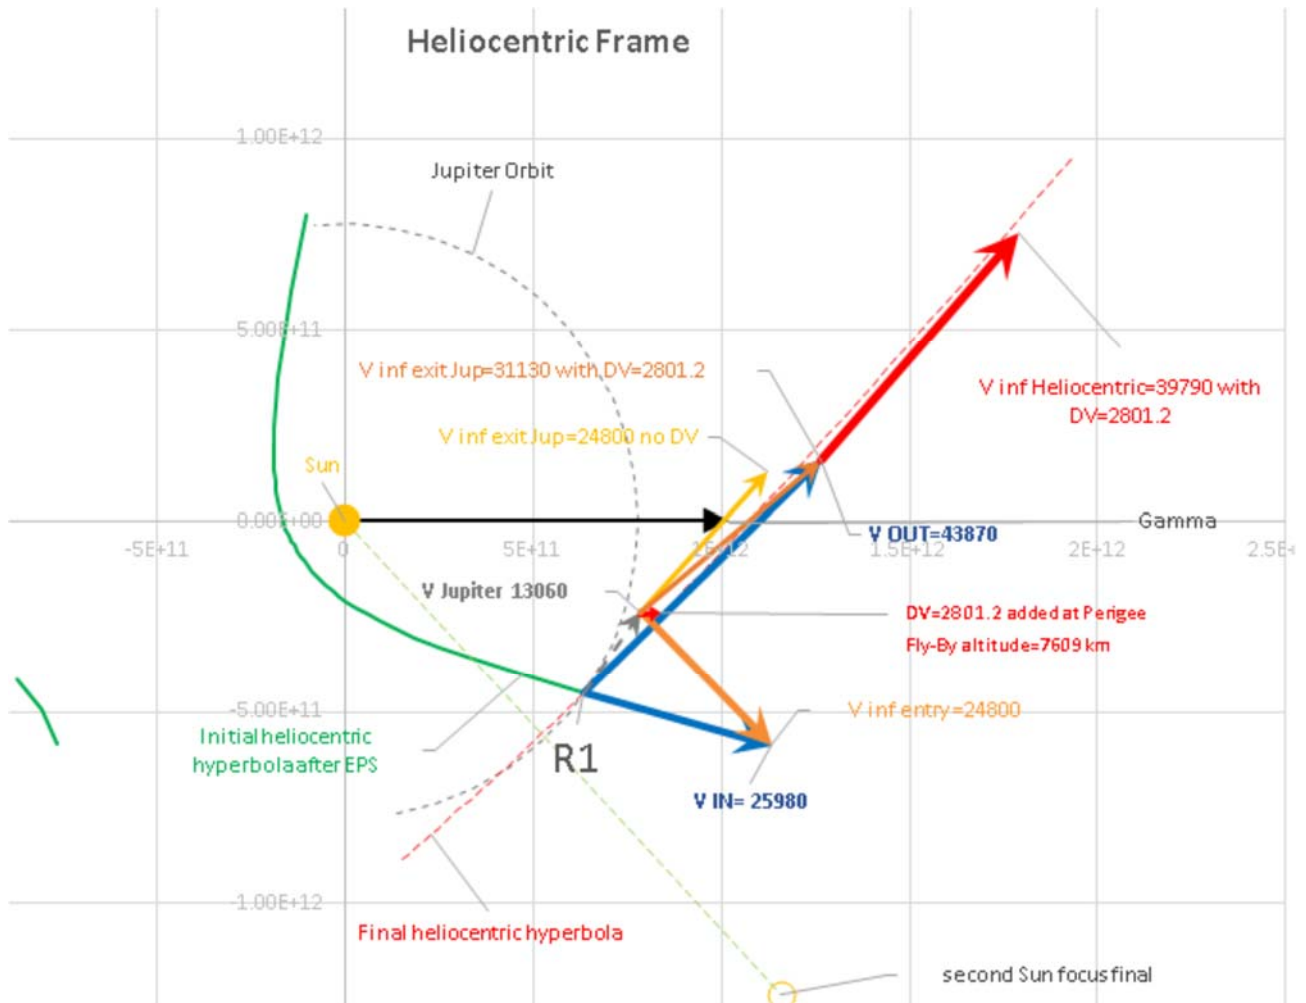 Heliocentric Frame
1.00E+12
Jupiter Orbit
5.00E+11
V inf exit Jup=31130 with DV=2801.2
V inf Heliocentric=39790 with
DV=2801.2
V inf exit Jup=24800 no DV
Sun
0.00E+00
Gamma
-5E+11
0
5E+11
1E+12
1.5E+12
2E+12
V OUT=43870
V Jupiter 13060
DV=2801.2 added at Perigee
Fly-By altitude=7609 km
-5.00E+11
V inf entry=24800
Initial heliocentric
hyperbola after EPS
R1
V IN= 25980
-1.00E+12
Final heliocentric hyperbola
second Sun focus final